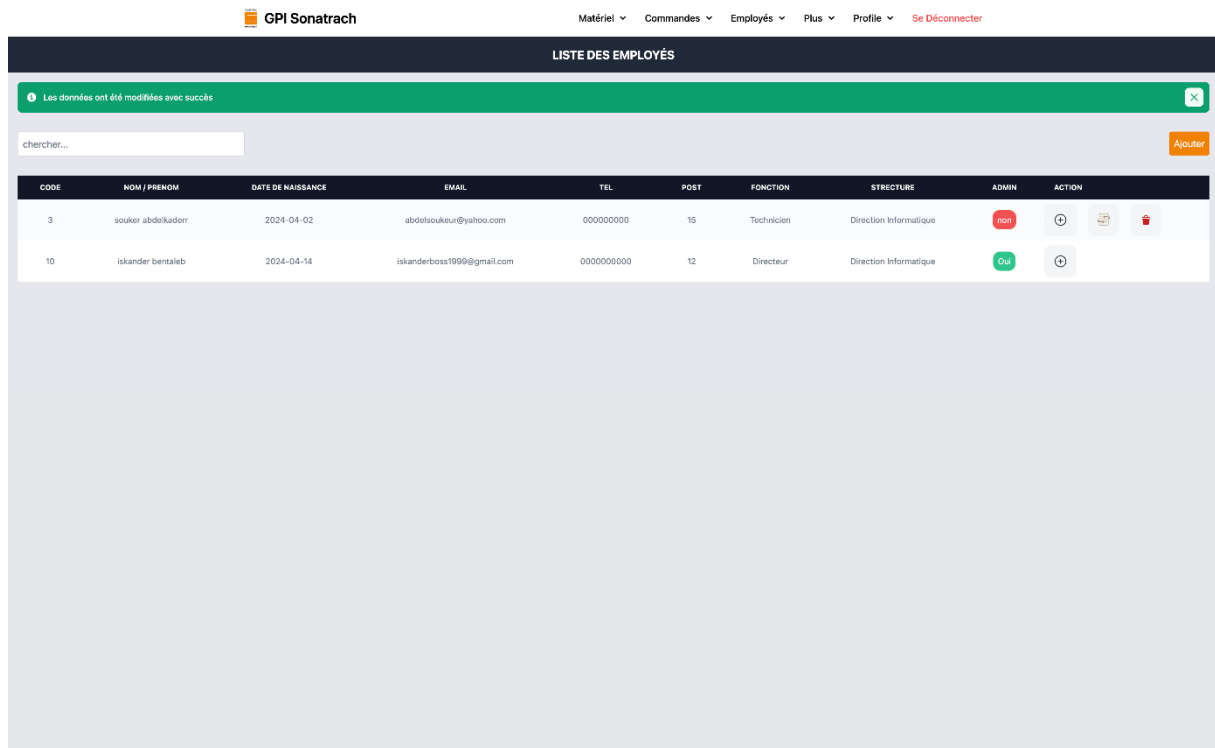 GPI Sonatrach Matériel Commandes Employés Plus Profile Se Déconnecter
LISTE DES EMPLOYÉS
Les données ont été modifiées avec succès
chercher... Ajouter
CODE NOM / PRENOM DATE DE NAISSANCE EMAIL TEL POST FONCTION STRECTURE ADMIN ACTION
3 souker abdelkaderr 2024-04-02 abdelsoukeur@yahoo.com 000000000 15 Technicien Direction Informatique non
10 iskander bentaleb 2024-04-14 iskanderboss1999@gmail.com 0000000000 12 Directeur Direction Informatique Oui